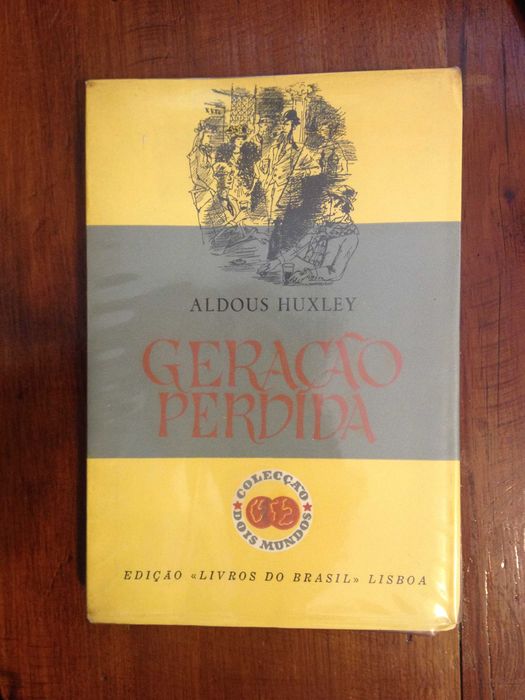 ALDOUS HUXLEY
GERAÇÃO
PERDIDA
COLECÇÃO
DOIS MUNDOS
EDIÇÃO «LIVROS DO BRASIL» LISBOA